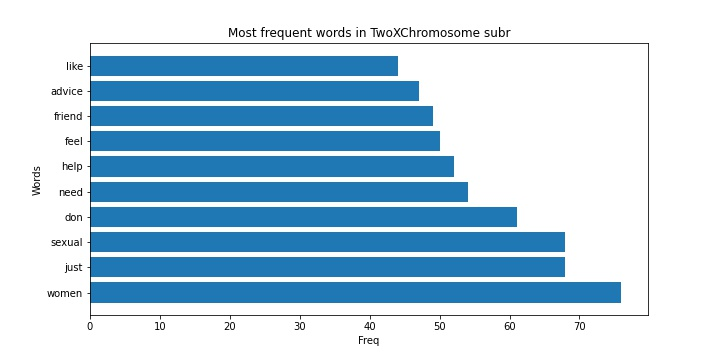 Most frequent words in TwoXChromosome subr
Words
like
advice
friend
feel
help
need
don
sexual
just
women
0 10 20 30 40 50 60 70
Freq